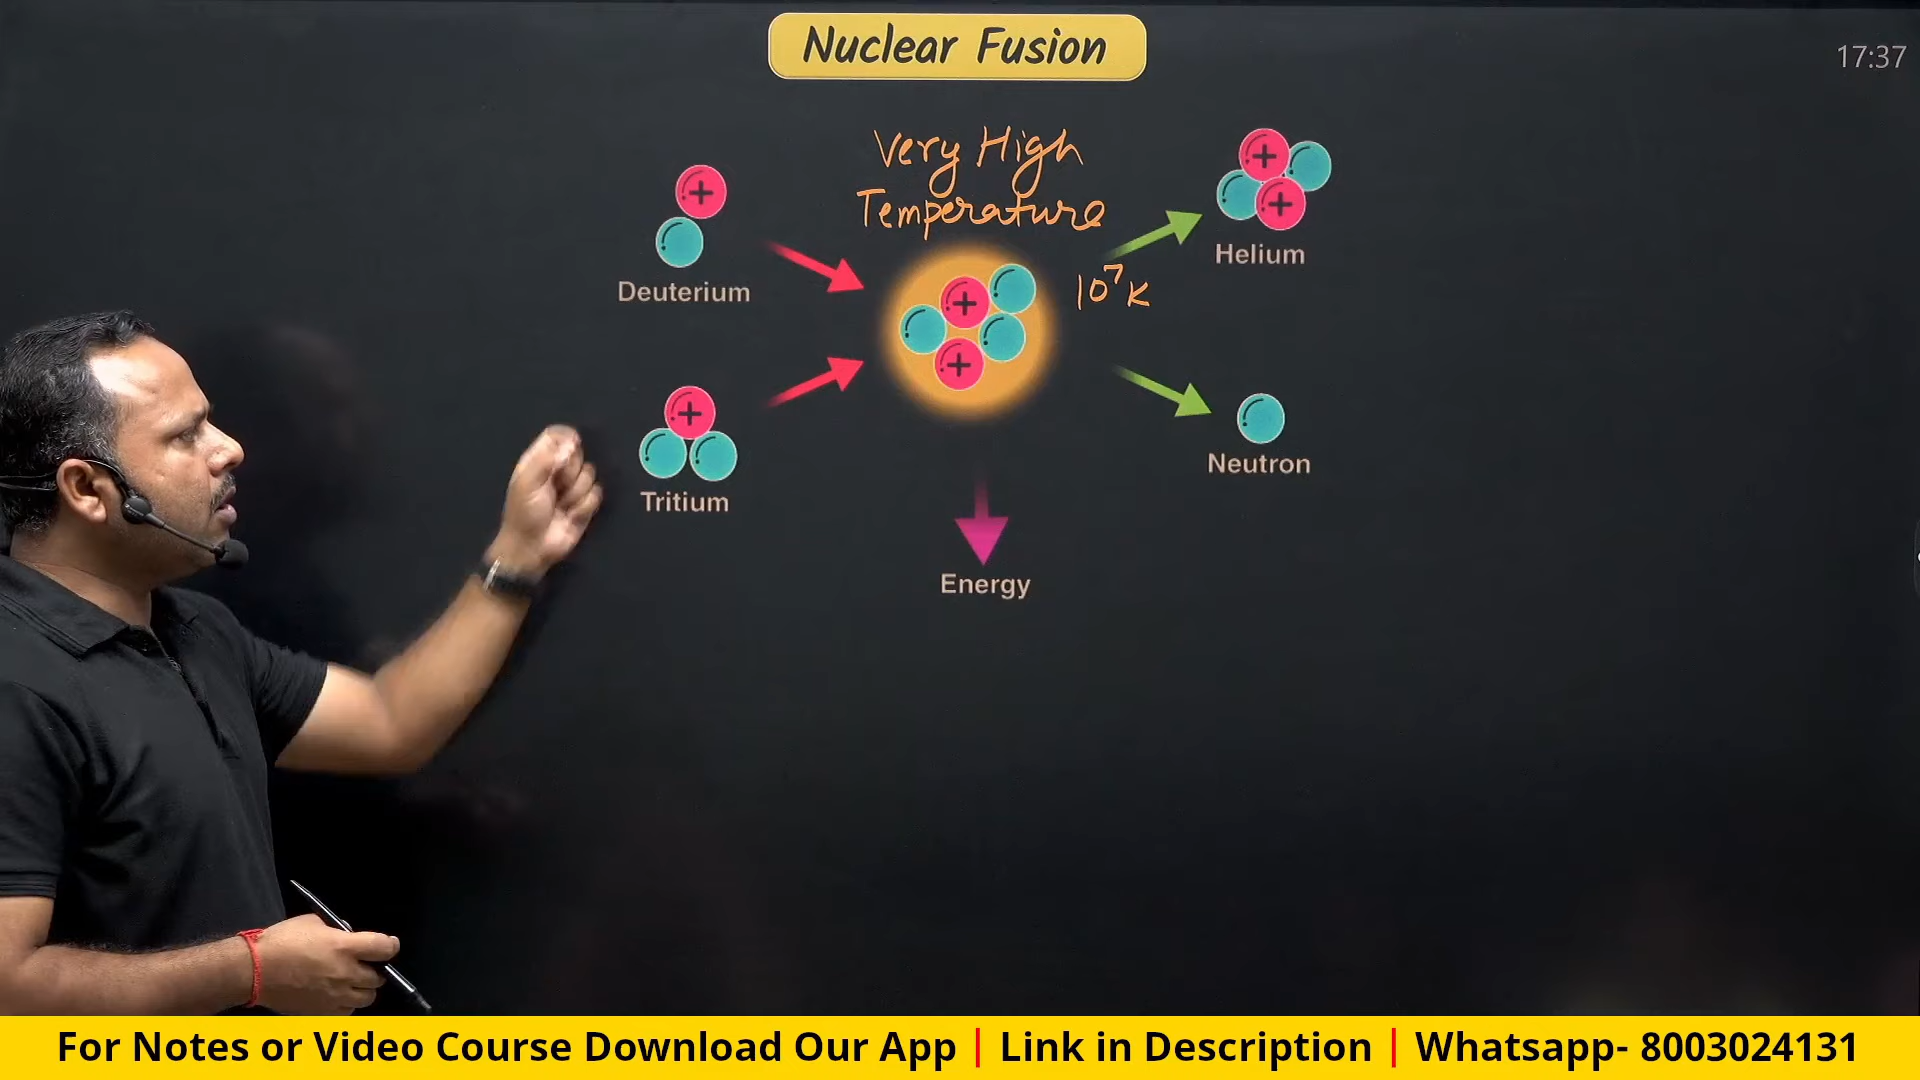 Nuclear Fusion
17:37
Very High
Temperature
10⁷K
Deuterium
Helium
Tritium
Neutron
Energy
For Notes or Video Course Download Our App | Link in Description | Whatsapp- 8003024131